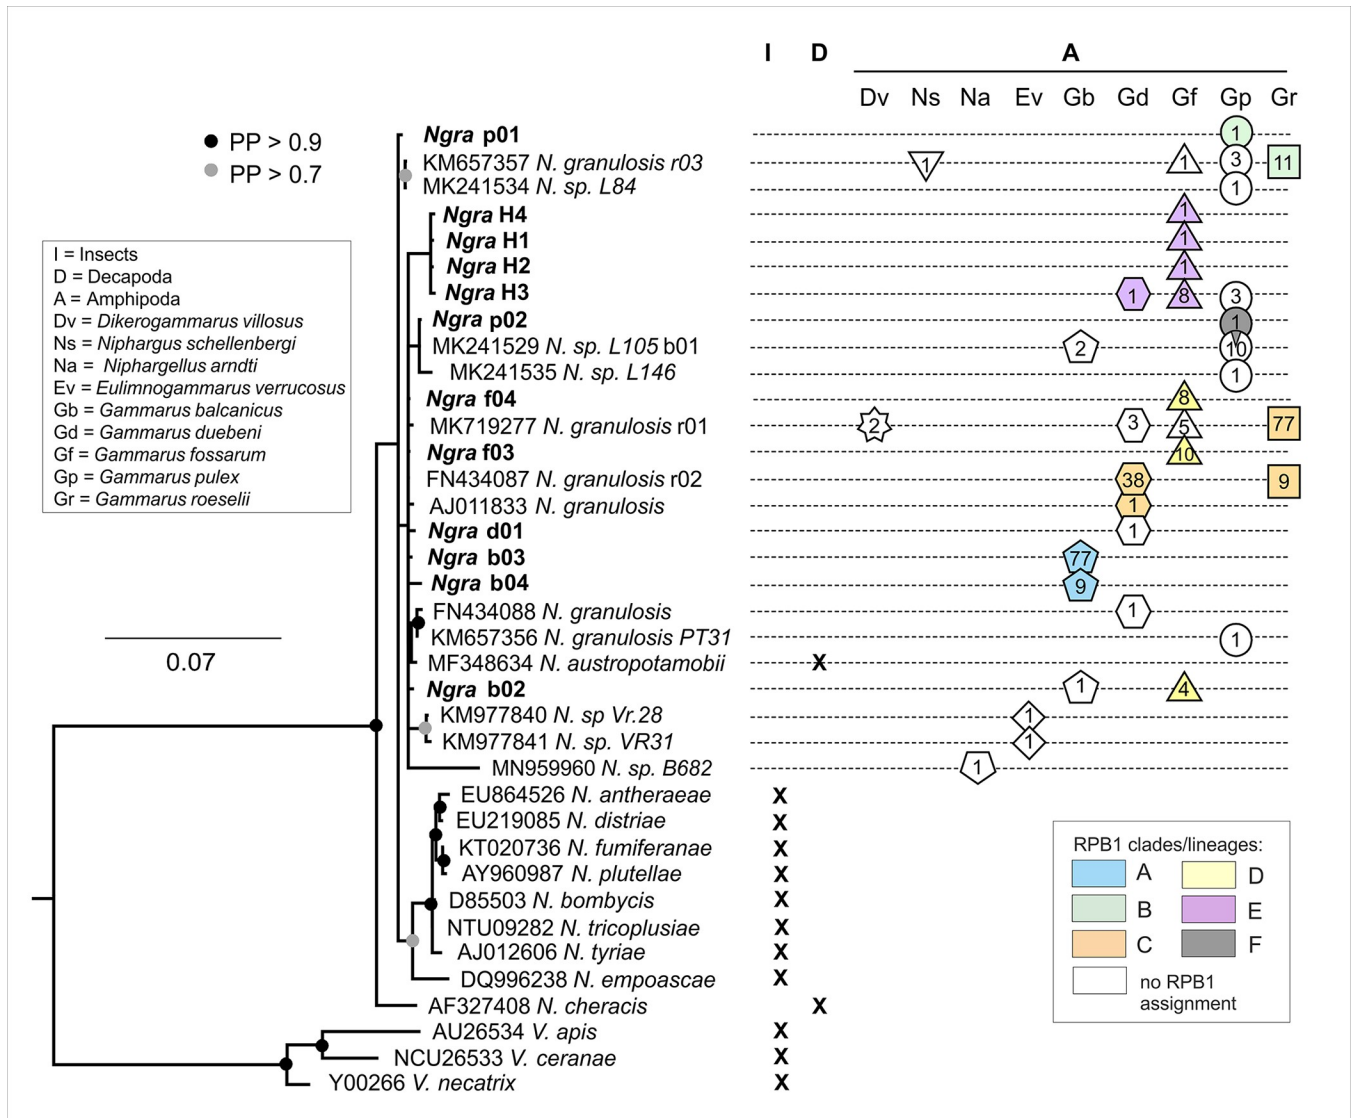 I D A
Dv Ns Na Ev Gb Gd Gf Gp Gr
PP > 0.9
PP > 0.7
I = Insects
D = Decapoda
A = Amphipoda
Dv = Dikerogammarus villosus
Ns = Niphargus schellenbergi
Na = Niphargellus arndti
Ev = Eulimnogammarus verrucosus
Gb = Gammarus balcanicus
Gd = Gammarus duebeni
Gf = Gammarus fossarum
Gp = Gammarus pulex
Gr = Gammarus roeselii
0.07
Ngra p01 1
KM657357 N. granulosis r03 1 1 3 11
MK241534 N. sp. L84 1
Ngra H4 1
Ngra H1 1
Ngra H2 1
Ngra H3 1 8 3
Ngra p02 1
MK241529 N. sp. L105 b01 2 10
MK241535 N. sp. L146 1
Ngra f04 8
MK719277 N. granulosis r01 2 3 5 77
Ngra f03 10
FN434087 N. granulosis r02 38 9
AJ011833 N. granulosis 1
Ngra d01 1
Ngra b03 77
Ngra b04 9
FN434088 N. granulosis 1
KM657356 N. granulosis PT31 1
MF348634 N. austropotamobii X
Ngra b02 1 4
KM977840 N. sp Vr.28 1
KM977841 N. sp. VR31 1
MN959960 N. sp. B682 1
EU864526 N. antheraeae X
EU219085 N. distriae X
KT020736 N. fumiferanae X
AY960987 N. plutellae X
D85503 N. bombycis X
NTU09282 N. tricoplusiae X
AJ012606 N. tyriae X
DQ996238 N. empoascae X
AF327408 N. cheracis X
AU26534 V. apis X
NCU26533 V. ceranae X
Y00266 V. necatrix X
RPB1 clades/lineages:
A D
B E
C F
no RPB1
assignment